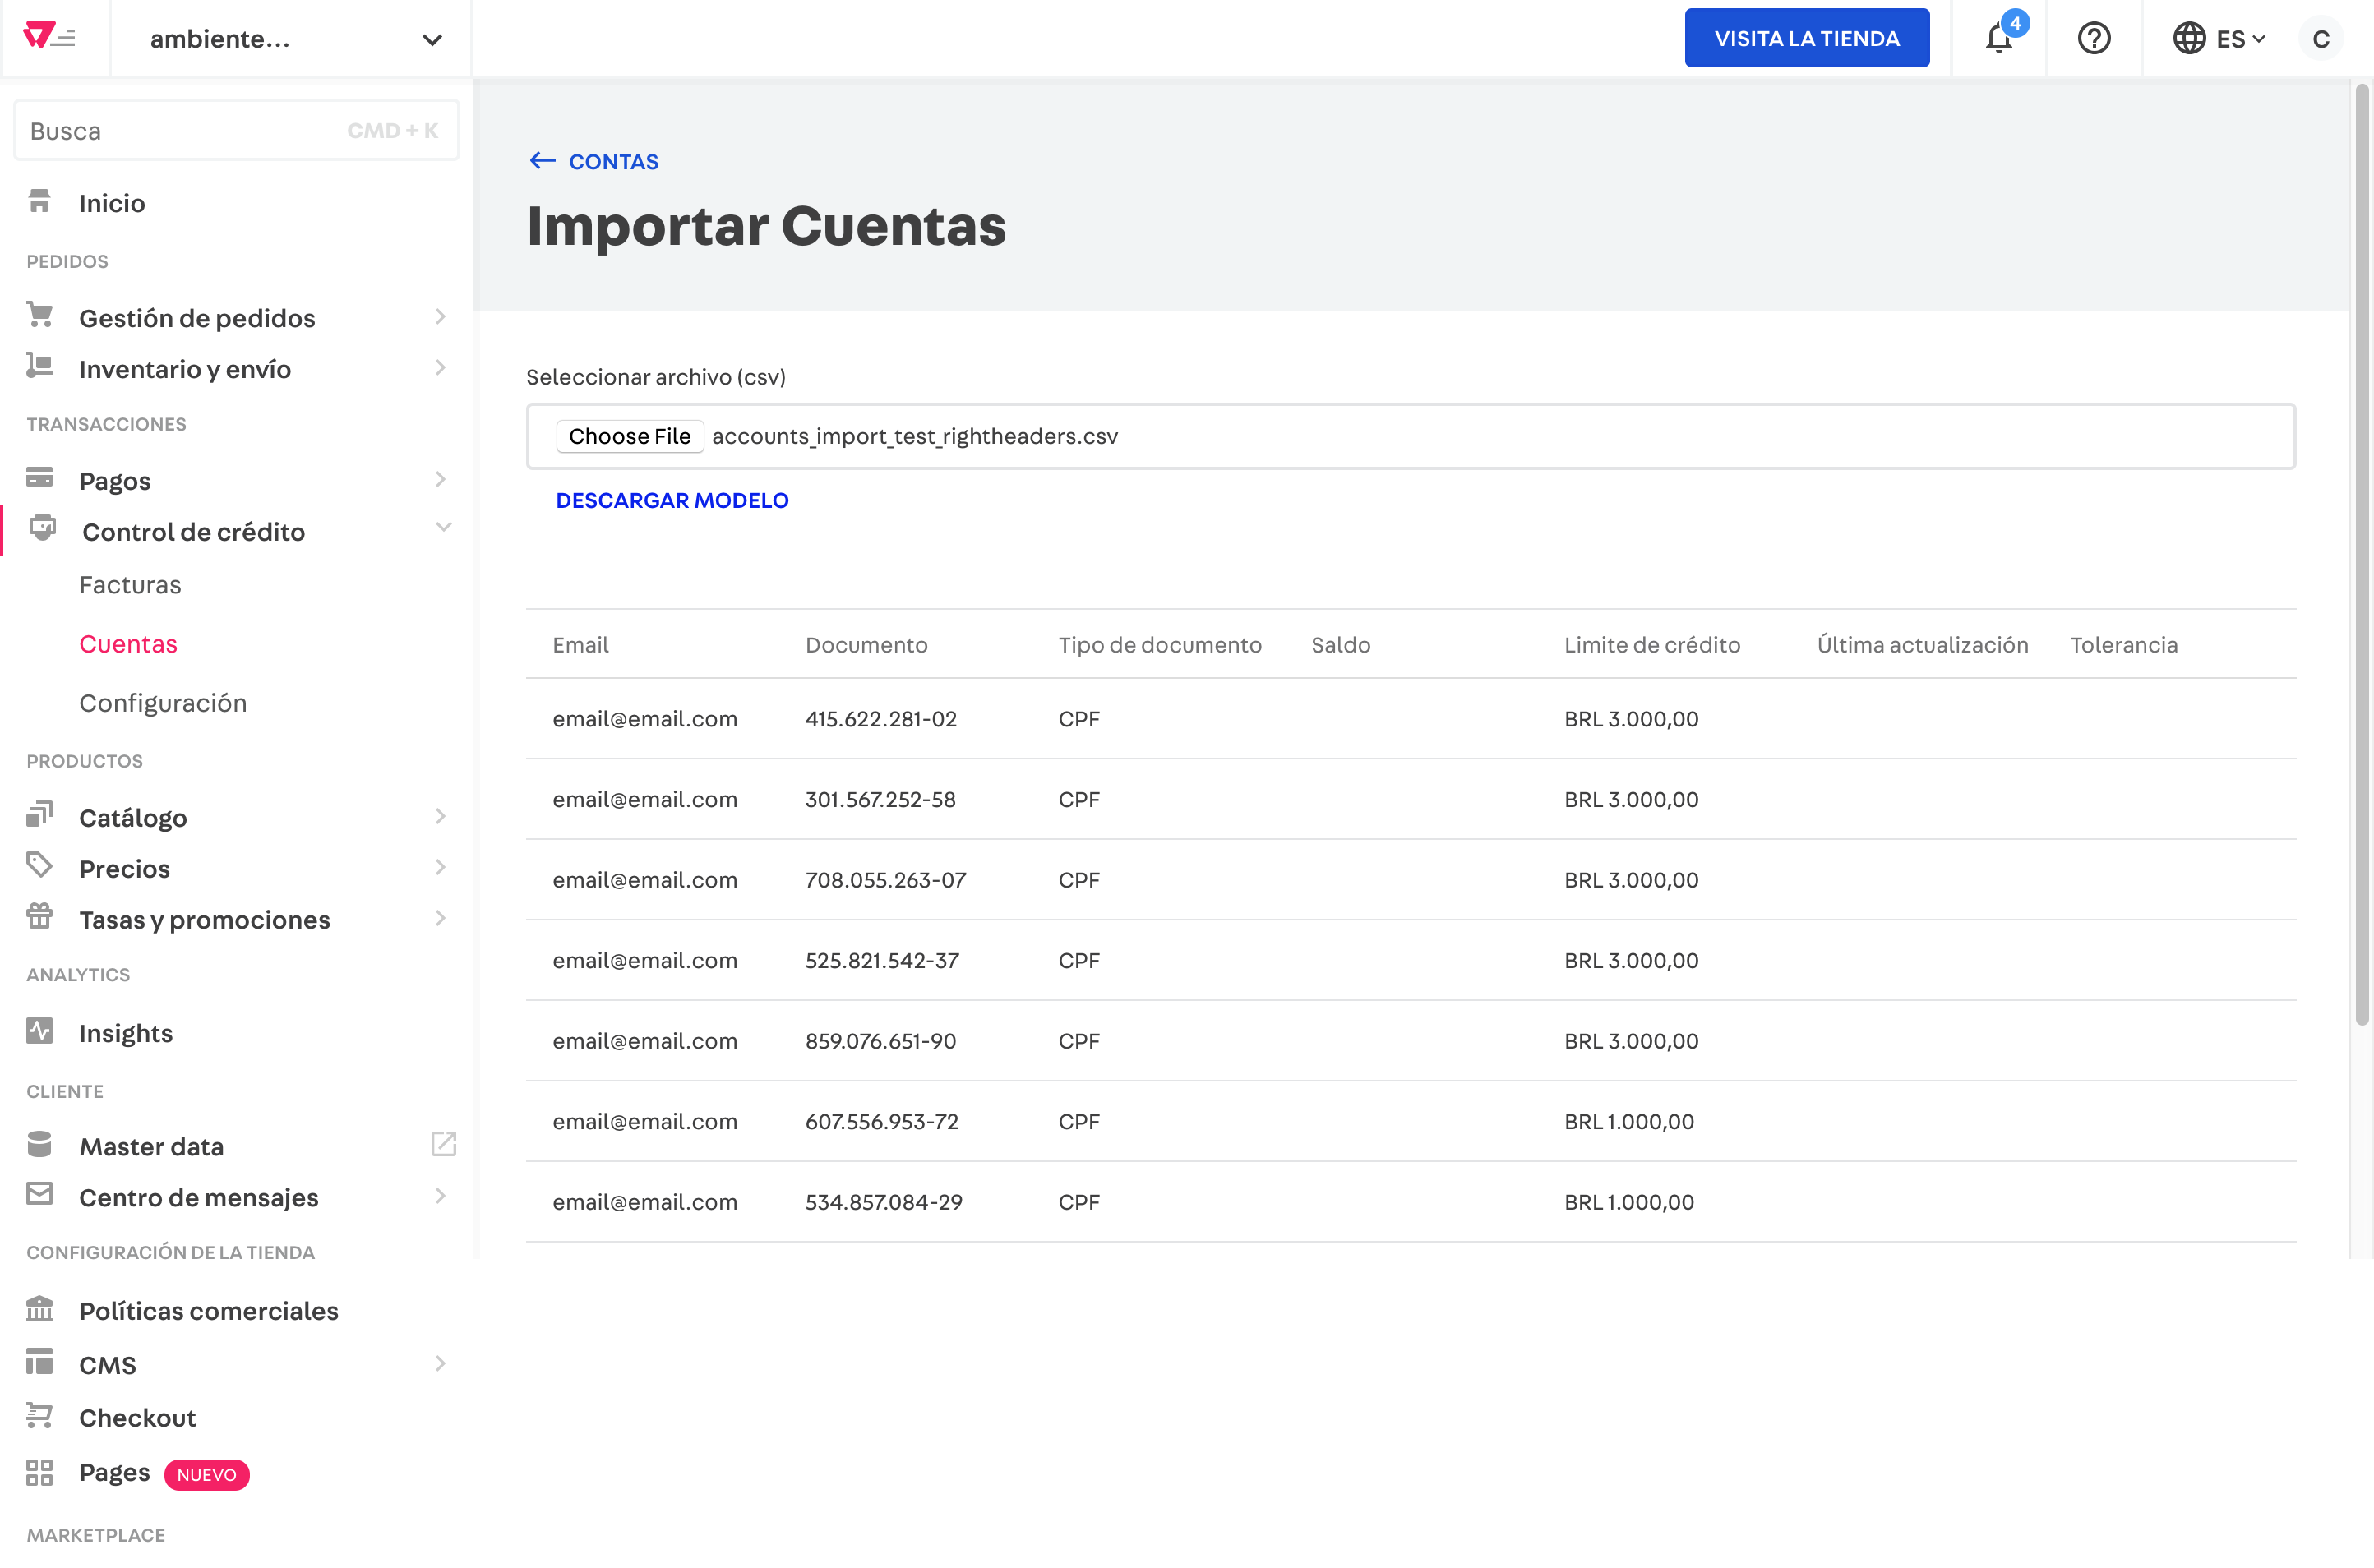 ambiente...
VISITA LA TIENDA
4
ES
C
Busca CMD + K
Inicio
PEDIDOS
Gestión de pedidos
Inventario y envío
TRANSACCIONES
Pagos
Control de crédito
Facturas
Cuentas
Configuración
PRODUCTOS
Catálogo
Precios
Tasas y promociones
ANALYTICS
Insights
CLIENTE
Master data
Centro de mensajes
CONFIGURACIÓN DE LA TIENDA
Políticas comerciales
CMS
Checkout
Pages NUEVO
MARKETPLACE
CONTAS
Importar Cuentas
Seleccionar archivo (csv)
Choose File accounts_import_test_rightheaders.csv
DESCARGAR MODELO
Email Documento Tipo de documento Saldo Limite de crédito Última actualización Tolerancia
email@email.com 415.622.281-02 CPF BRL 3.000,00
email@email.com 301.567.252-58 CPF BRL 3.000,00
email@email.com 708.055.263-07 CPF BRL 3.000,00
email@email.com 525.821.542-37 CPF BRL 3.000,00
email@email.com 859.076.651-90 CPF BRL 3.000,00
email@email.com 607.556.953-72 CPF BRL 1.000,00
email@email.com 534.857.084-29 CPF BRL 1.000,00